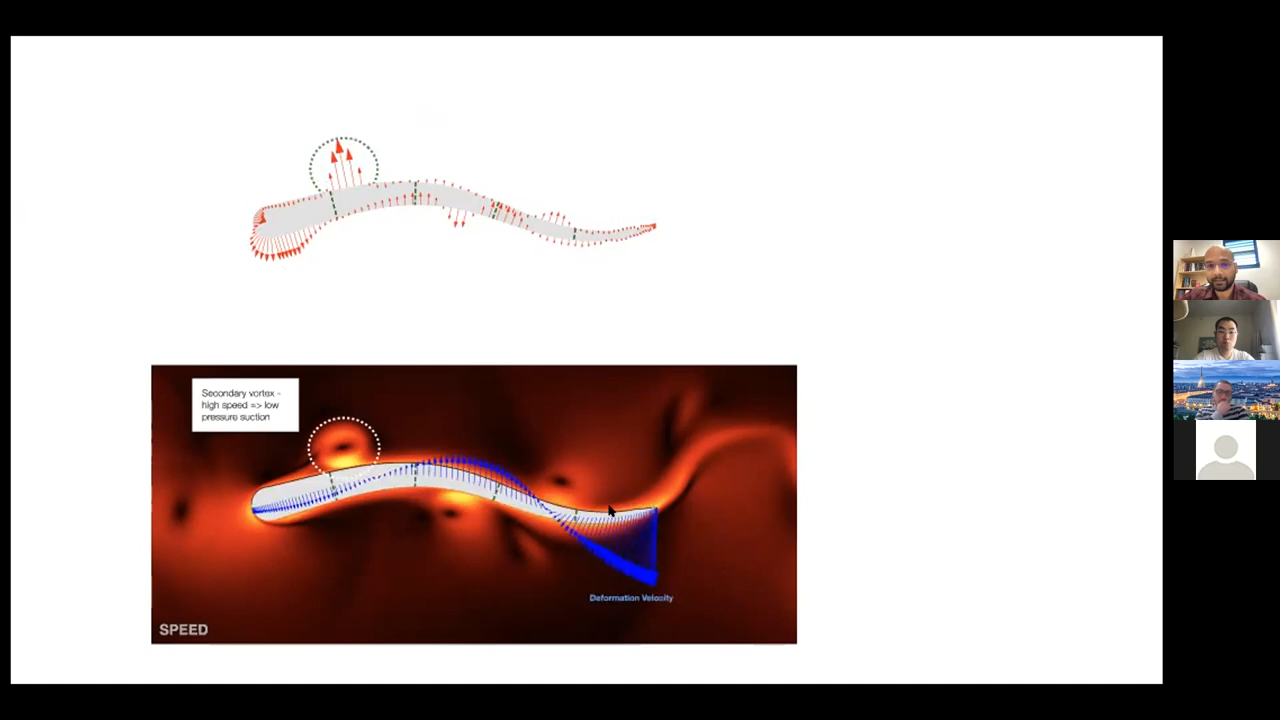 Secondary vortex -
high speed => low
pressure suction
Deformation Velocity
SPEED